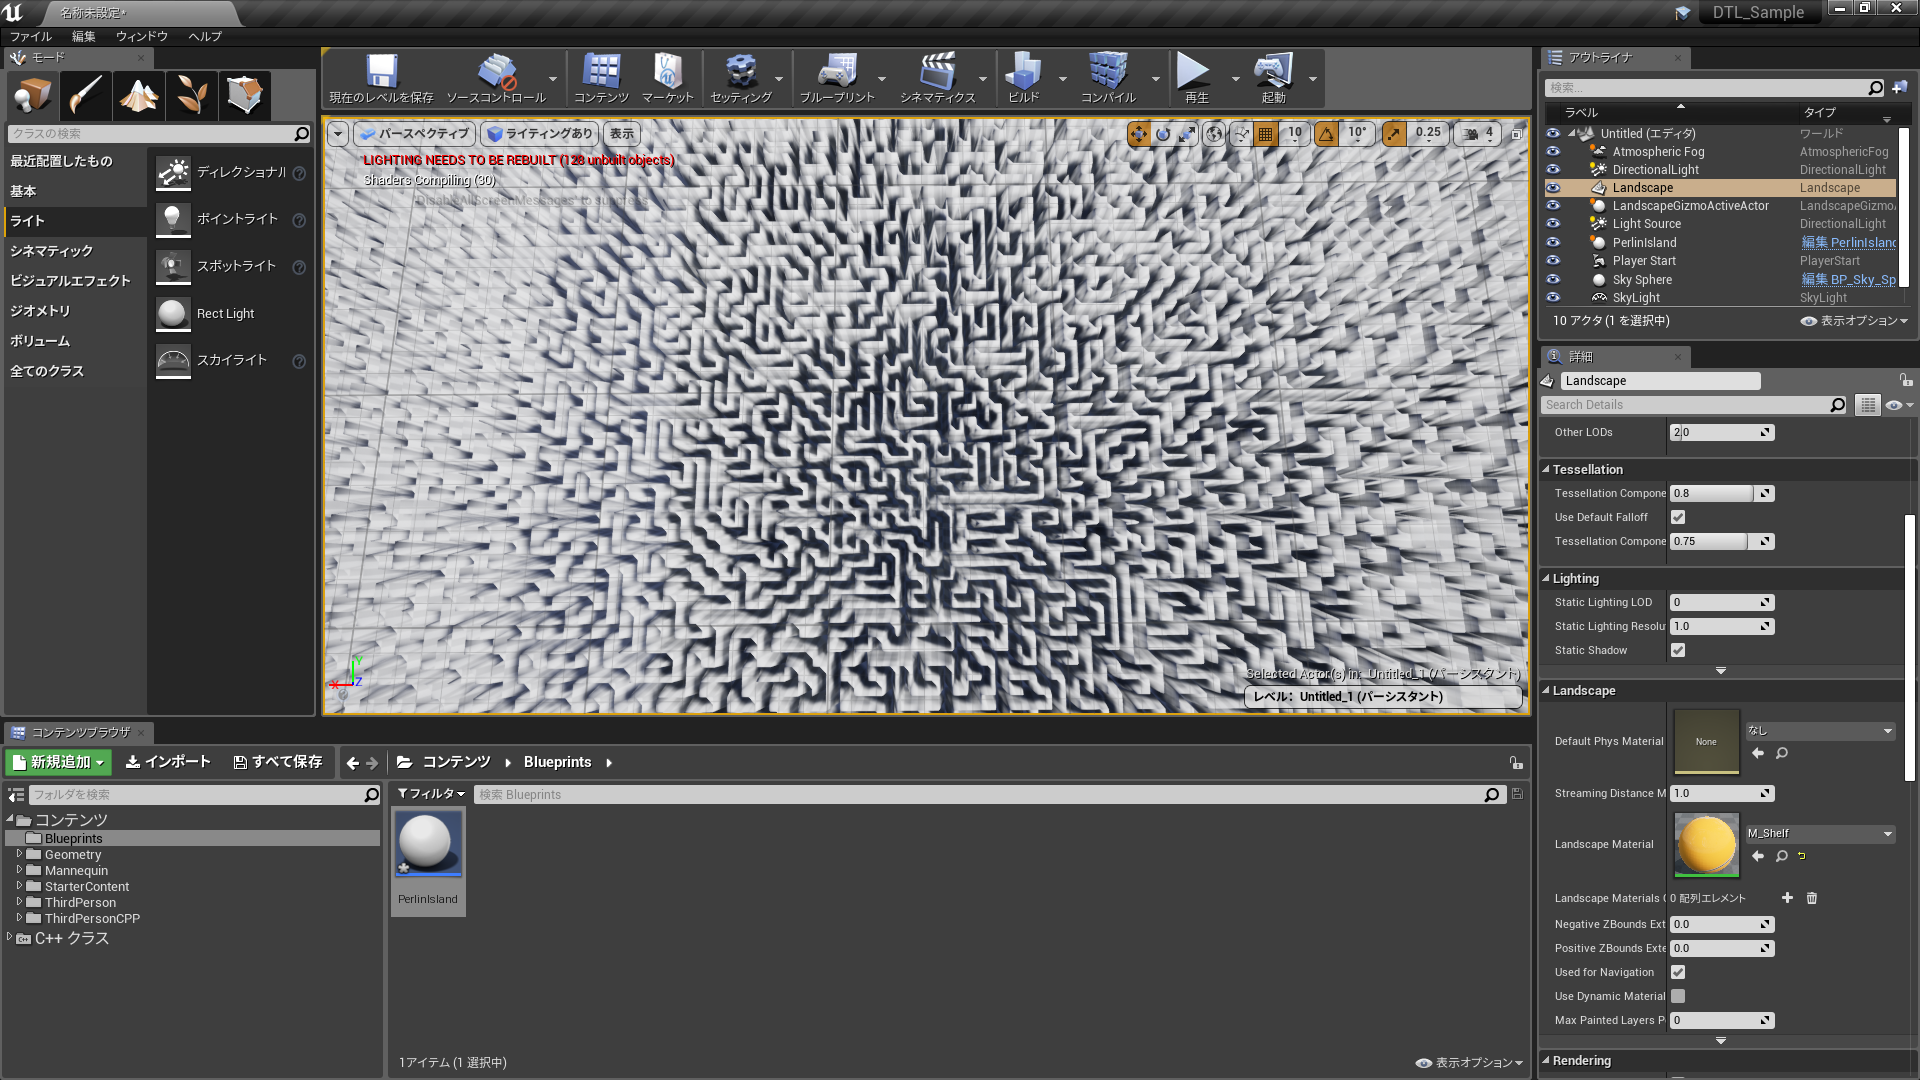 名称未設定*
DTL_Sample
ファイル 編集 ウィンドウ ヘルプ
モード
クラスの検索
最近配置したもの
基本
ライト
シネマティック
ビジュアルエフェクト
ジオメトリ
ボリューム
全てのクラス
ディレクショナル
ポイントライト
スポットライト
Rect Light
スカイライト
現在のレベルを保存
ソースコントロール
コンテンツ
マーケット
セッティング
ブループリント
シネマティクス
ビルド
コンパイル
再生
起動
パースペクティブ
ライティングあり
表示
10
10°
0.25
4
LIGHTING NEEDS TO BE REBUILT (128 unbuilt objects)
Shaders Compiling (30)
'DisableAllScreenMessages' to suppress
Y
X
Z
Selected Actor(s) in: Untitled_1 (パーシスタント)
レベル: Untitled_1 (パーシスタント)
アウトライナ
検索...
ラベル タイプ
Untitled (エディタ) ワールド
Atmospheric Fog AtmosphericFog
DirectionalLight DirectionalLight
Landscape Landscape
LandscapeGizmoActiveActor LandscapeGizmo
Light Source DirectionalLight
PerlinIsland 編集 PerlinIsland
Player Start PlayerStart
Sky Sphere 編集 BP_Sky_Sp
SkyLight SkyLight
10 アクタ (1 を選択中)
表示オプション
詳細
Landscape
Search Details
Other LODs 2.0
Tessellation
Tessellation Compone 0.8
Use Default Falloff
Tessellation Compone 0.75
Lighting
Static Lighting LOD 0
Static Lighting Resolu 1.0
Static Shadow
Landscape
Default Phys Material None なし
Streaming Distance M 1.0
Landscape Material M_Shelf
Landscape Materials 0 配列エレメント
Negative ZBounds Ext 0.0
Positive ZBounds Exte 0.0
Used for Navigation
Use Dynamic Material
Max Painted Layers P 0
Rendering
コンテンツブラウザ
新規追加 インポート すべて保存 コンテンツ Blueprints
フォルダを検索
フィルタ
検索 Blueprints
コンテンツ
Blueprints
Geometry
Mannequin
StarterContent
ThirdPerson
ThirdPersonCPP
C++ クラス
PerlinIsland
1アイテム (1 選択中)
表示オプション